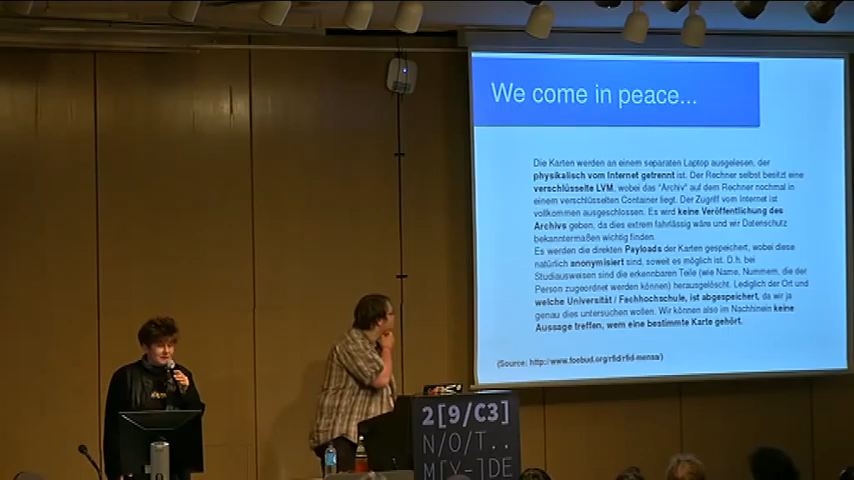 We come in peace...
Die Karten werden an einem separaten Laptop ausgelesen, der
physikalisch vom Internet getrennt ist. Der Rechner selbst besitzt eine
verschlüsselte LVM, wobei das "Archiv" auf dem Rechner nochmal in
einem verschlüsselten Container liegt. Der Zugriff vom Internet ist
vollkommen ausgeschlossen. Es wird keine Veröffentlichung des
Archivs geben, da dies extrem fahrlässig wäre und wir Datenschutz
bekanntermaßen wichtig finden.
Es werden die direkten Payloads der Karten gespeichert, wobei diese
natürlich anonymisiert sind, soweit es möglich ist. D.h. bei
Studiausweisen sind die erkennbaren Teile (wie Name, Nummern, die der
Person zugeordnet werden können) herausgelöscht. Lediglich der Ort und
welche Universität / Fachhochschule, ist abgespeichert, da wir ja
genau dies untersuchen wollen. Wir können also im Nachhinein keine
Aussage treffen, wem eine bestimmte Karte gehört.
(Source: http://www.foebud.org/rfid/rfid-mensa)
2[9/C3]
N/O/T...
M[Y-]DE